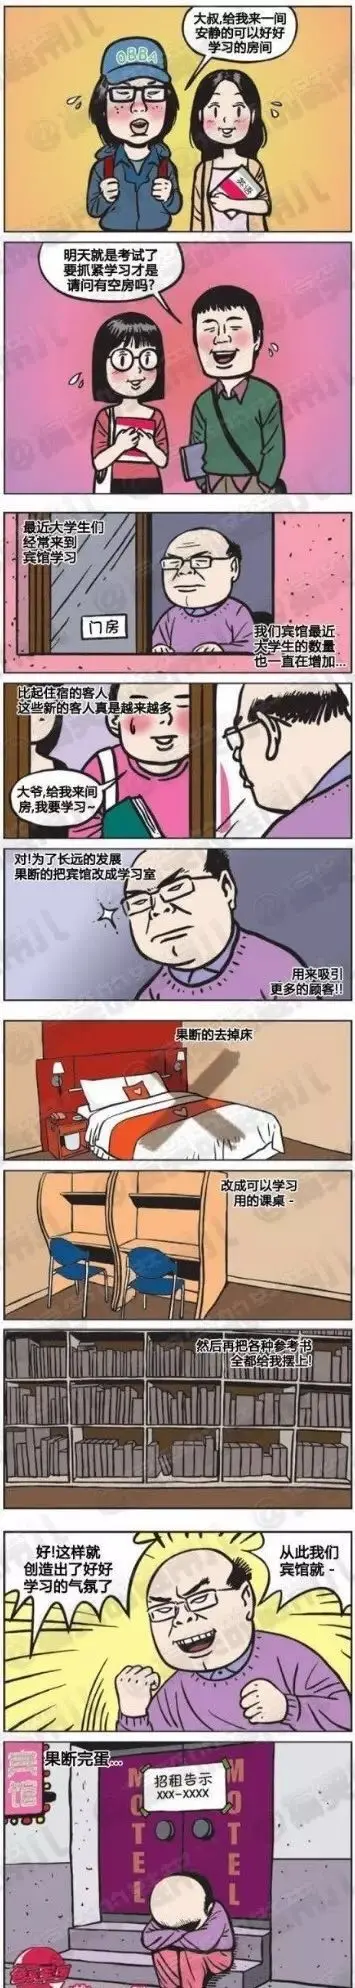 大叔,给我来一间
安静的可以好好
学习的房间
OBBA
英语
明天就是考试了
要抓紧学习才是
请问有空房吗?
最近大学生们
经常来到
宾馆学习
门房
我们宾馆最近
大学生的数量
也一直在增加...
比起住宿的客人
这些新的客人真是越来越多
大爷,给我来间
房,我要学习~
对!为了长远的发展
果断的把宾馆改成学习室
用来吸引
更多的顾客!!
果断的去掉床
改成可以学习
用的课桌 -
然后再把各种参考书
全都给我摆上!
好!这样就
创造出了好好
学习的气氛了
从此我们
宾馆就 -
果断完蛋...
宾馆
招租告示
XXX-XXXX
MOTEL
MOTEL